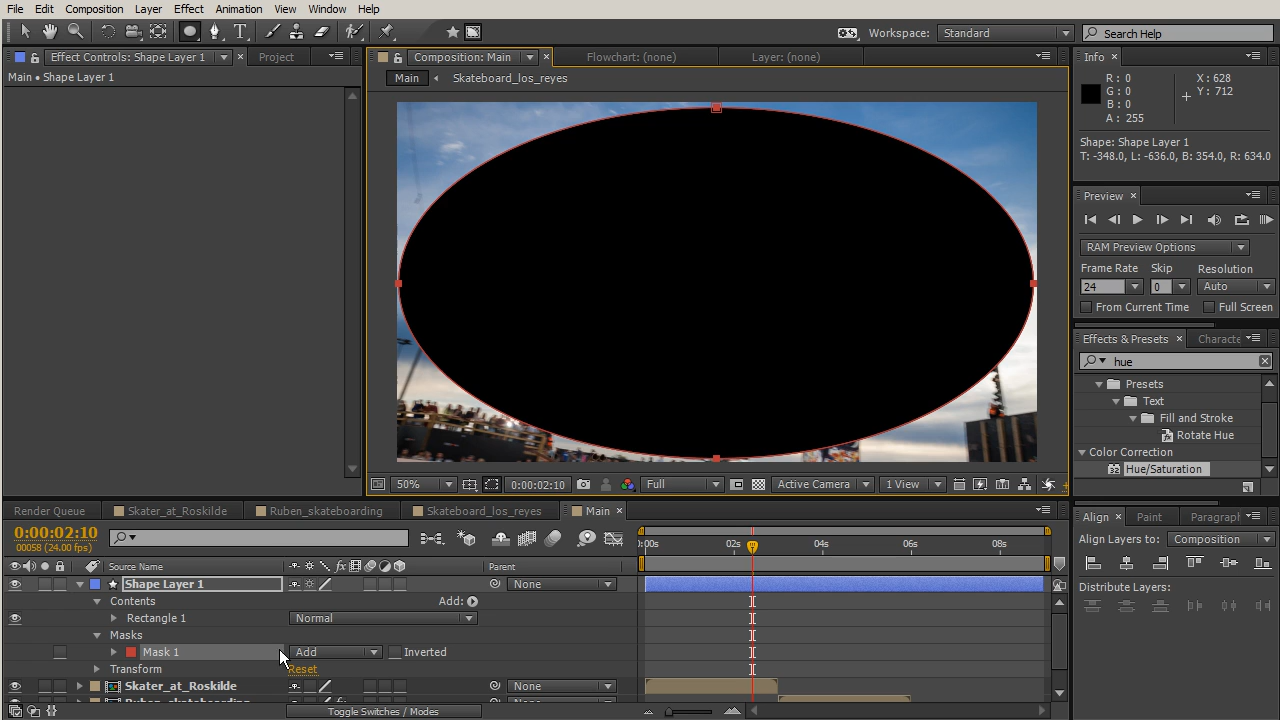 File Edit Composition Layer Effect Animation View Window Help
Workspace: Standard
Search Help
Effect Controls: Shape Layer 1 × Project
Main • Shape Layer 1
Composition: Main × Flowchart: (none) Layer: (none)
Main Skateboard_los_reyes
Info ×
R : 0
G : 0
B : 0
A : 255
X : 628
Y : 712
Shape: Shape Layer 1
T: -348.0, L: -636.0, B: 354.0, R: 634.0
Preview ×
RAM Preview Options
Frame Rate Skip Resolution
24 0 Auto
From Current Time Full Screen
Effects & Presets × Characte
hue
Presets
Text
Fill and Stroke
Rotate Hue
Color Correction
Hue/Saturation
50% 0:00:02:10 Full Active Camera 1 View
Render Queue Skater_at_Roskilde Ruben_skateboarding Skateboard_los_reyes Main ×
0:00:02:10
00058 (24.00 fps)
Source Name Parent
:00s 02s 04s 06s 08s
Shape Layer 1 None
Contents Add:
Rectangle 1 Normal
Masks
Mask 1 Add Inverted
Transform Reset
Skater_at_Roskilde None
Toggle Switches / Modes
Align × Paint Paragraph
Align Layers to: Composition
Distribute Layers: